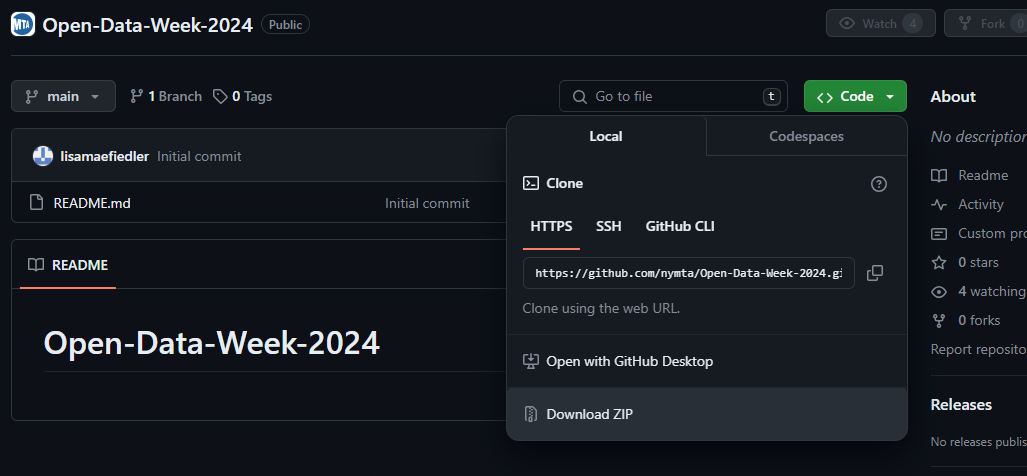 MTA Open-Data-Week-2024 Public Watch 4 Fork 0
main 1 Branch 0 Tags Go to file t Code About
Local Codespaces
No description
lisamaefiedler Initial commit
Clone
Readme
README.md Initial commit
Activity
HTTPS SSH GitHub CLI
Custom pro
README
0 stars
https://github.com/nymta/Open-Data-Week-2024.gi
4 watching
Clone using the web URL.
0 forks
Open-Data-Week-2024
Report reposito
Open with GitHub Desktop
Releases
Download ZIP
No releases publis